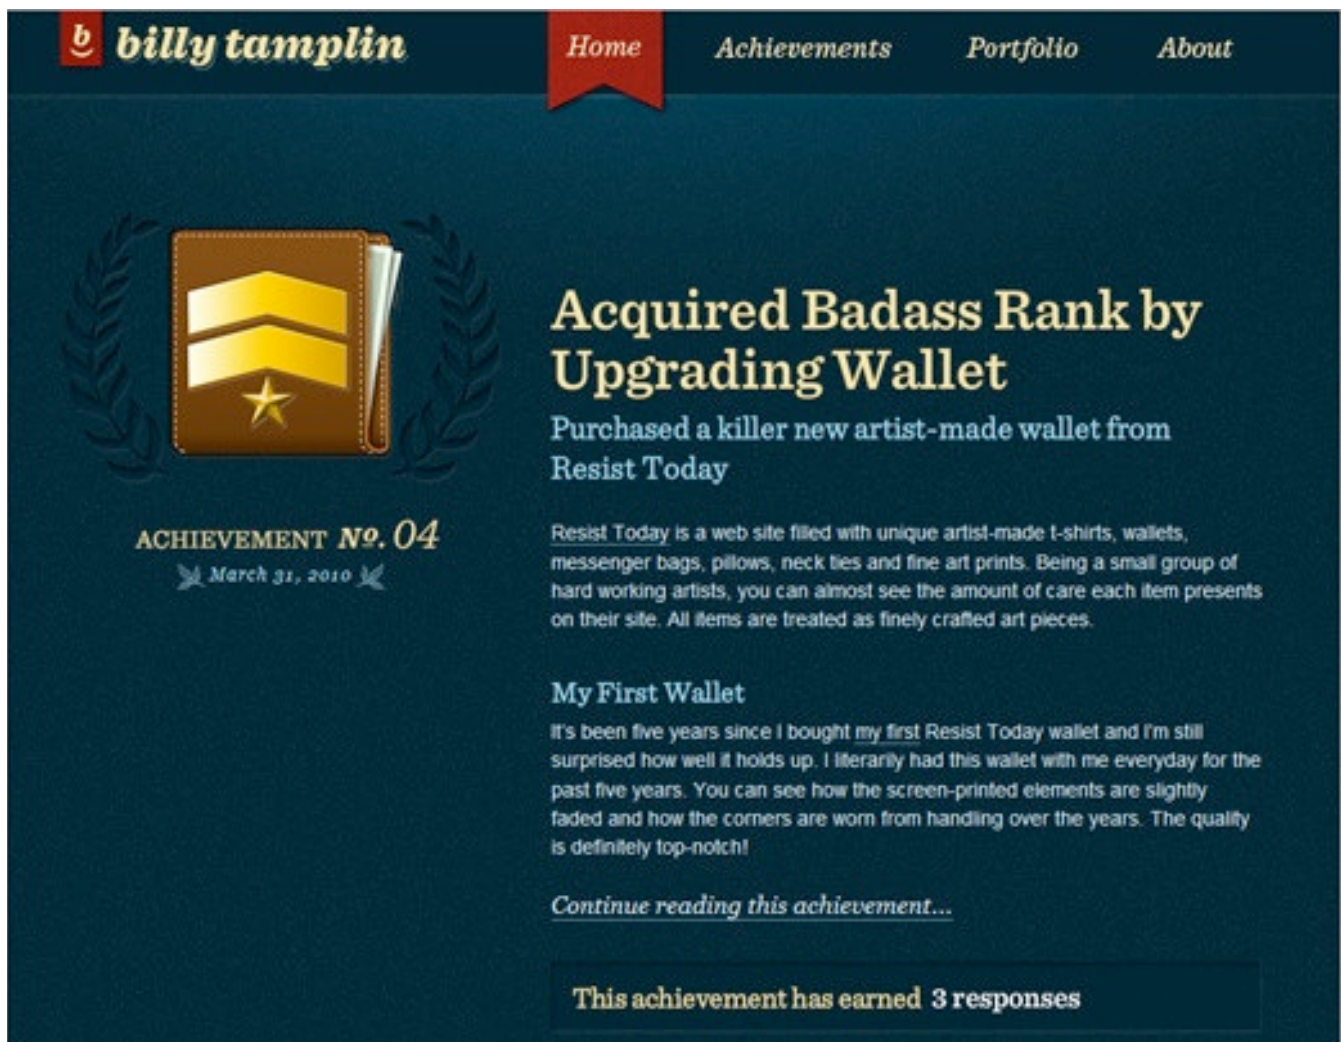 b billy tamplin
Home Achievements Portfolio About
Acquired Badass Rank by
Upgrading Wallet
Purchased a killer new artist-made wallet from
Resist Today
ACHIEVEMENT Nº. 04
March 31, 2010
Resist Today is a web site filled with unique artist-made t-shirts, wallets,
messenger bags, pillows, neck ties and fine art prints. Being a small group of
hard working artists, you can almost see the amount of care each item presents
on their site. All items are treated as finely crafted art pieces.
My First Wallet
It's been five years since I bought my first Resist Today wallet and I'm still
surprised how well it holds up. I literarily had this wallet with me everyday for the
past five years. You can see how the screen-printed elements are slightly
faded and how the corners are worn from handling over the years. The quality
is definitely top-notch!
Continue reading this achievement...
This achievement has earned 3 responses